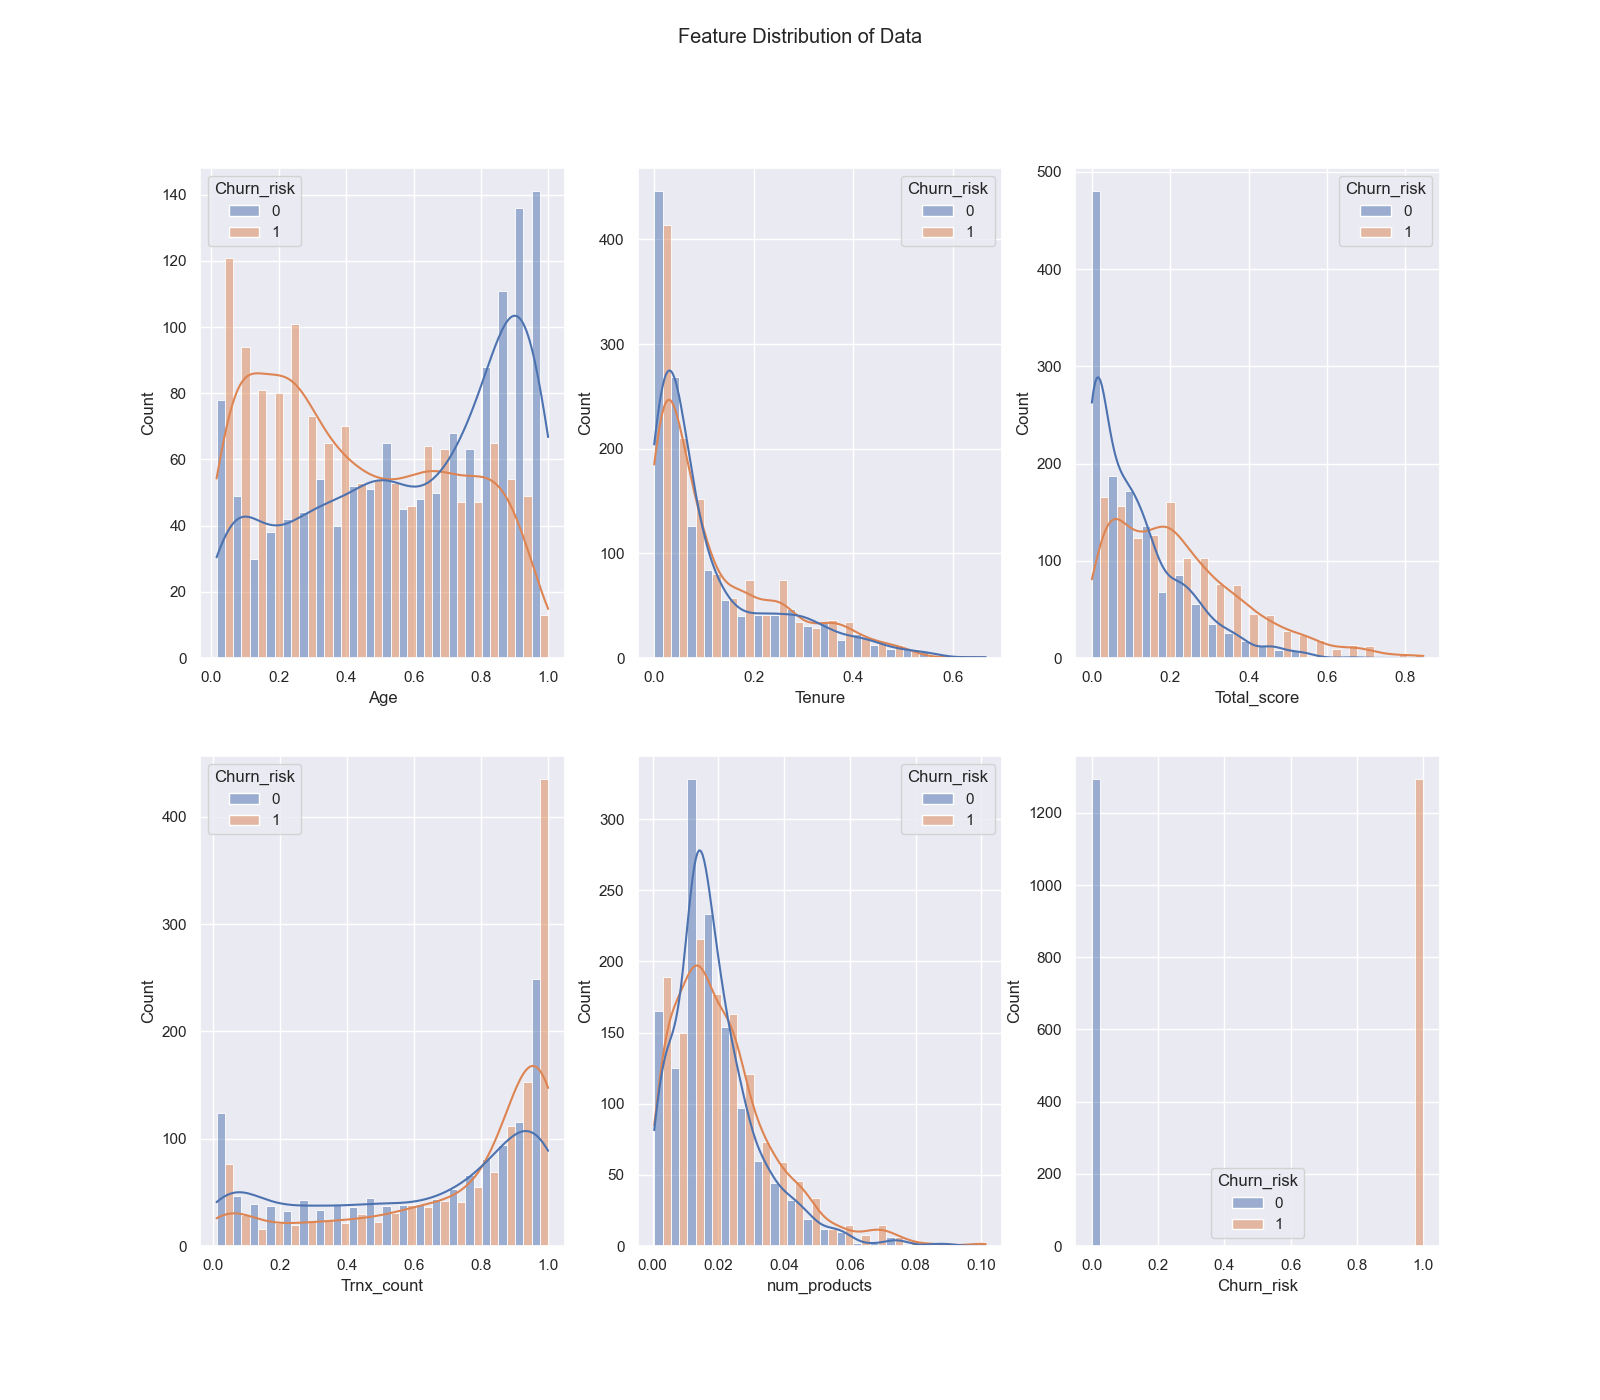 Feature Distribution of Data
Churn_risk
0
1
140
120
100
80
60
40
20
0
Count
0.0 0.2 0.4 0.6 0.8 1.0
Age
Churn_risk
0
1
400
300
200
100
0
Count
0.0 0.2 0.4 0.6
Tenure
Churn_risk
0
1
500
400
300
200
100
0
Count
0.0 0.2 0.4 0.6 0.8
Total_score
Churn_risk
0
1
400
300
200
100
0
Count
0.0 0.2 0.4 0.6 0.8 1.0
Trnx_count
Churn_risk
0
1
300
250
200
150
100
50
0
Count
0.00 0.02 0.04 0.06 0.08 0.10
num_products
1200
1000
800
600
400
200
0
Count
Churn_risk
0
1
0.0 0.2 0.4 0.6 0.8 1.0
Churn_risk